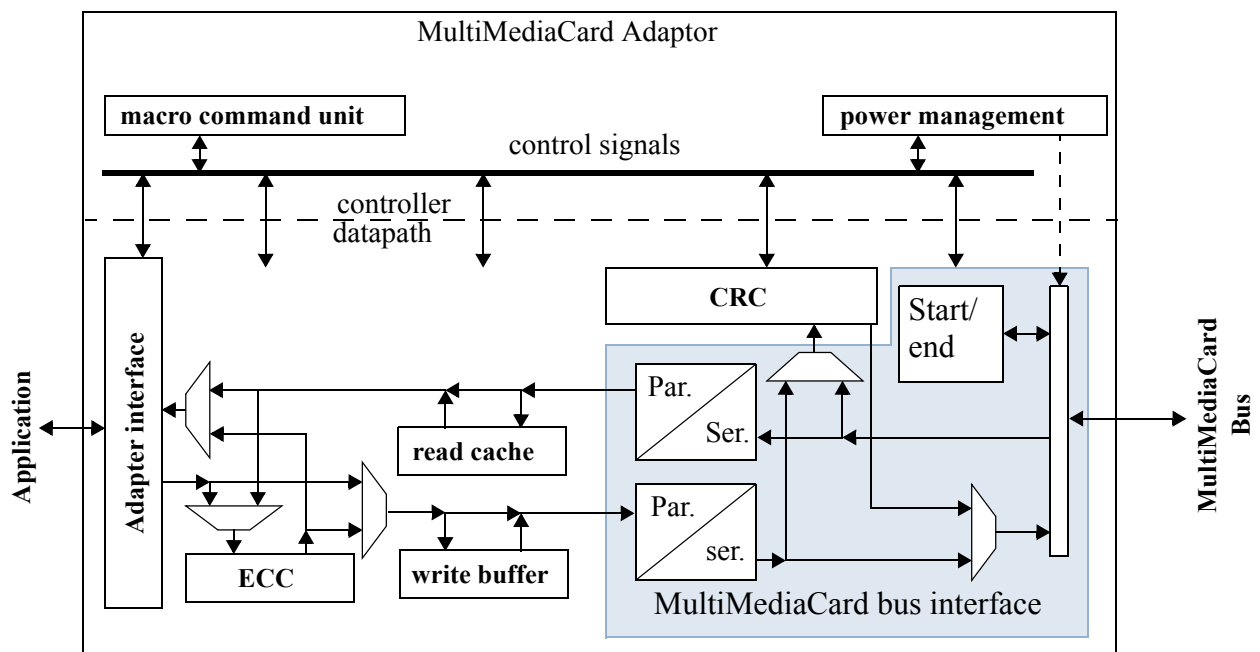 MultiMediaCard Adaptor
macro command unit
power management
control signals
controller
datapath
CRC
Start/
end
Adapter interface
Application
MultiMediaCard
Bus
Par.
Ser.
read cache
Par.
ser.
ECC
write buffer
MultiMediaCard bus interface